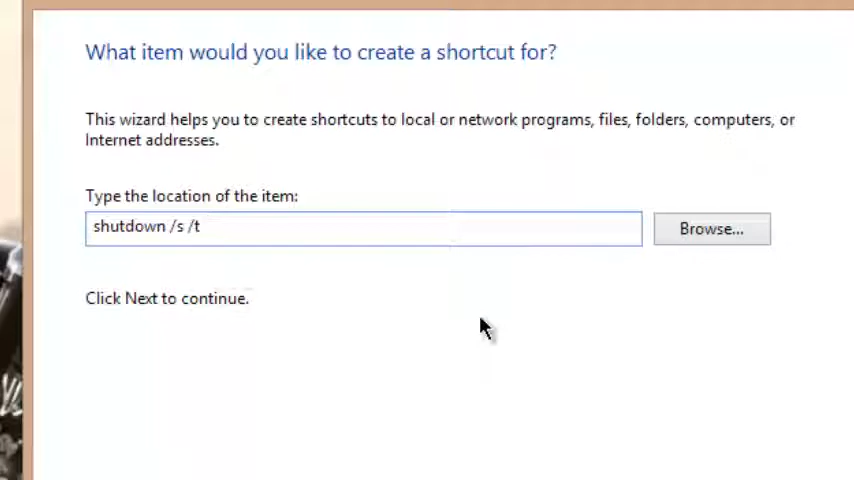 What item would you like to create a shortcut for?
This wizard helps you to create shortcuts to local or network programs, files, folders, computers, or
Internet addresses.
Type the location of the item:
shutdown /s /t
Browse...
Click Next to continue.